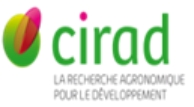 cirad
LA RECHERCHE AGRONOMIQUE
POUR LE DÉVELOPPEMENT